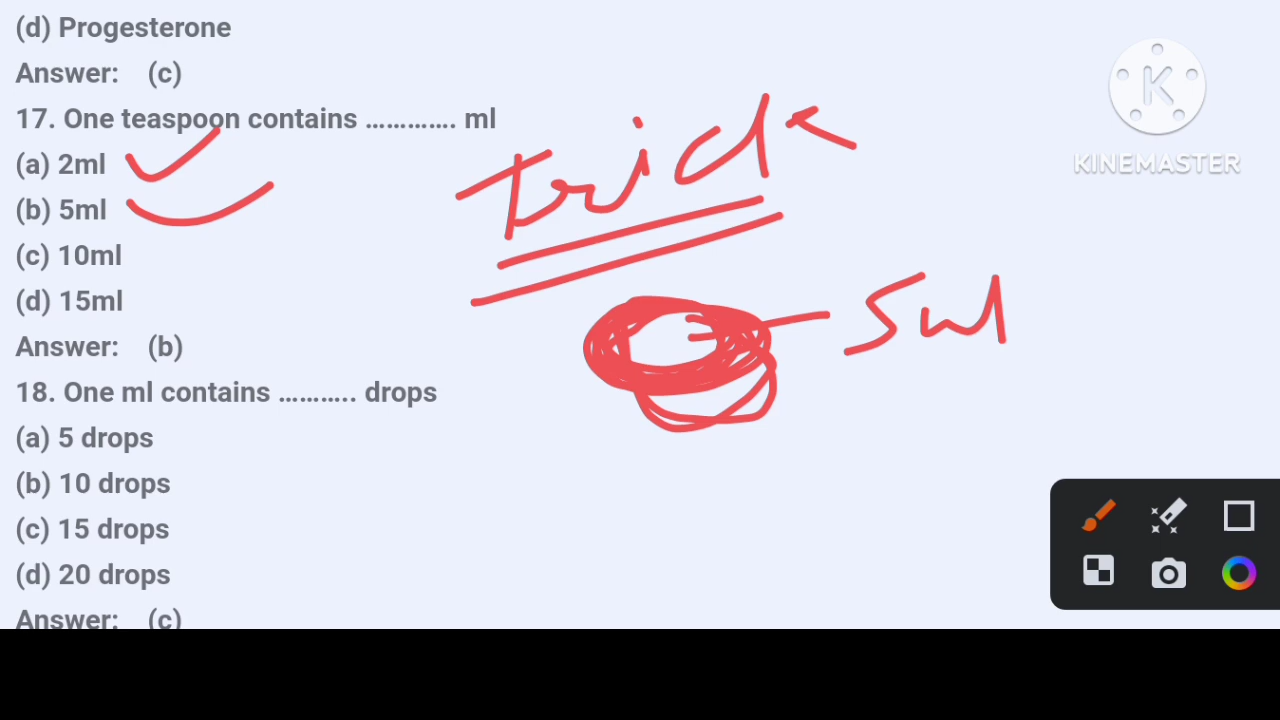 (d) Progesterone
Answer: (c)
17. One teaspoon contains …………. ml
(a) 2ml
(b) 5ml
(c) 10ml
(d) 15ml
Answer: (b)
18. One ml contains ……….. drops
(a) 5 drops
(b) 10 drops
(c) 15 drops
(d) 20 drops
Answer: (c)
Trick
5ml
K
KINEMASTER